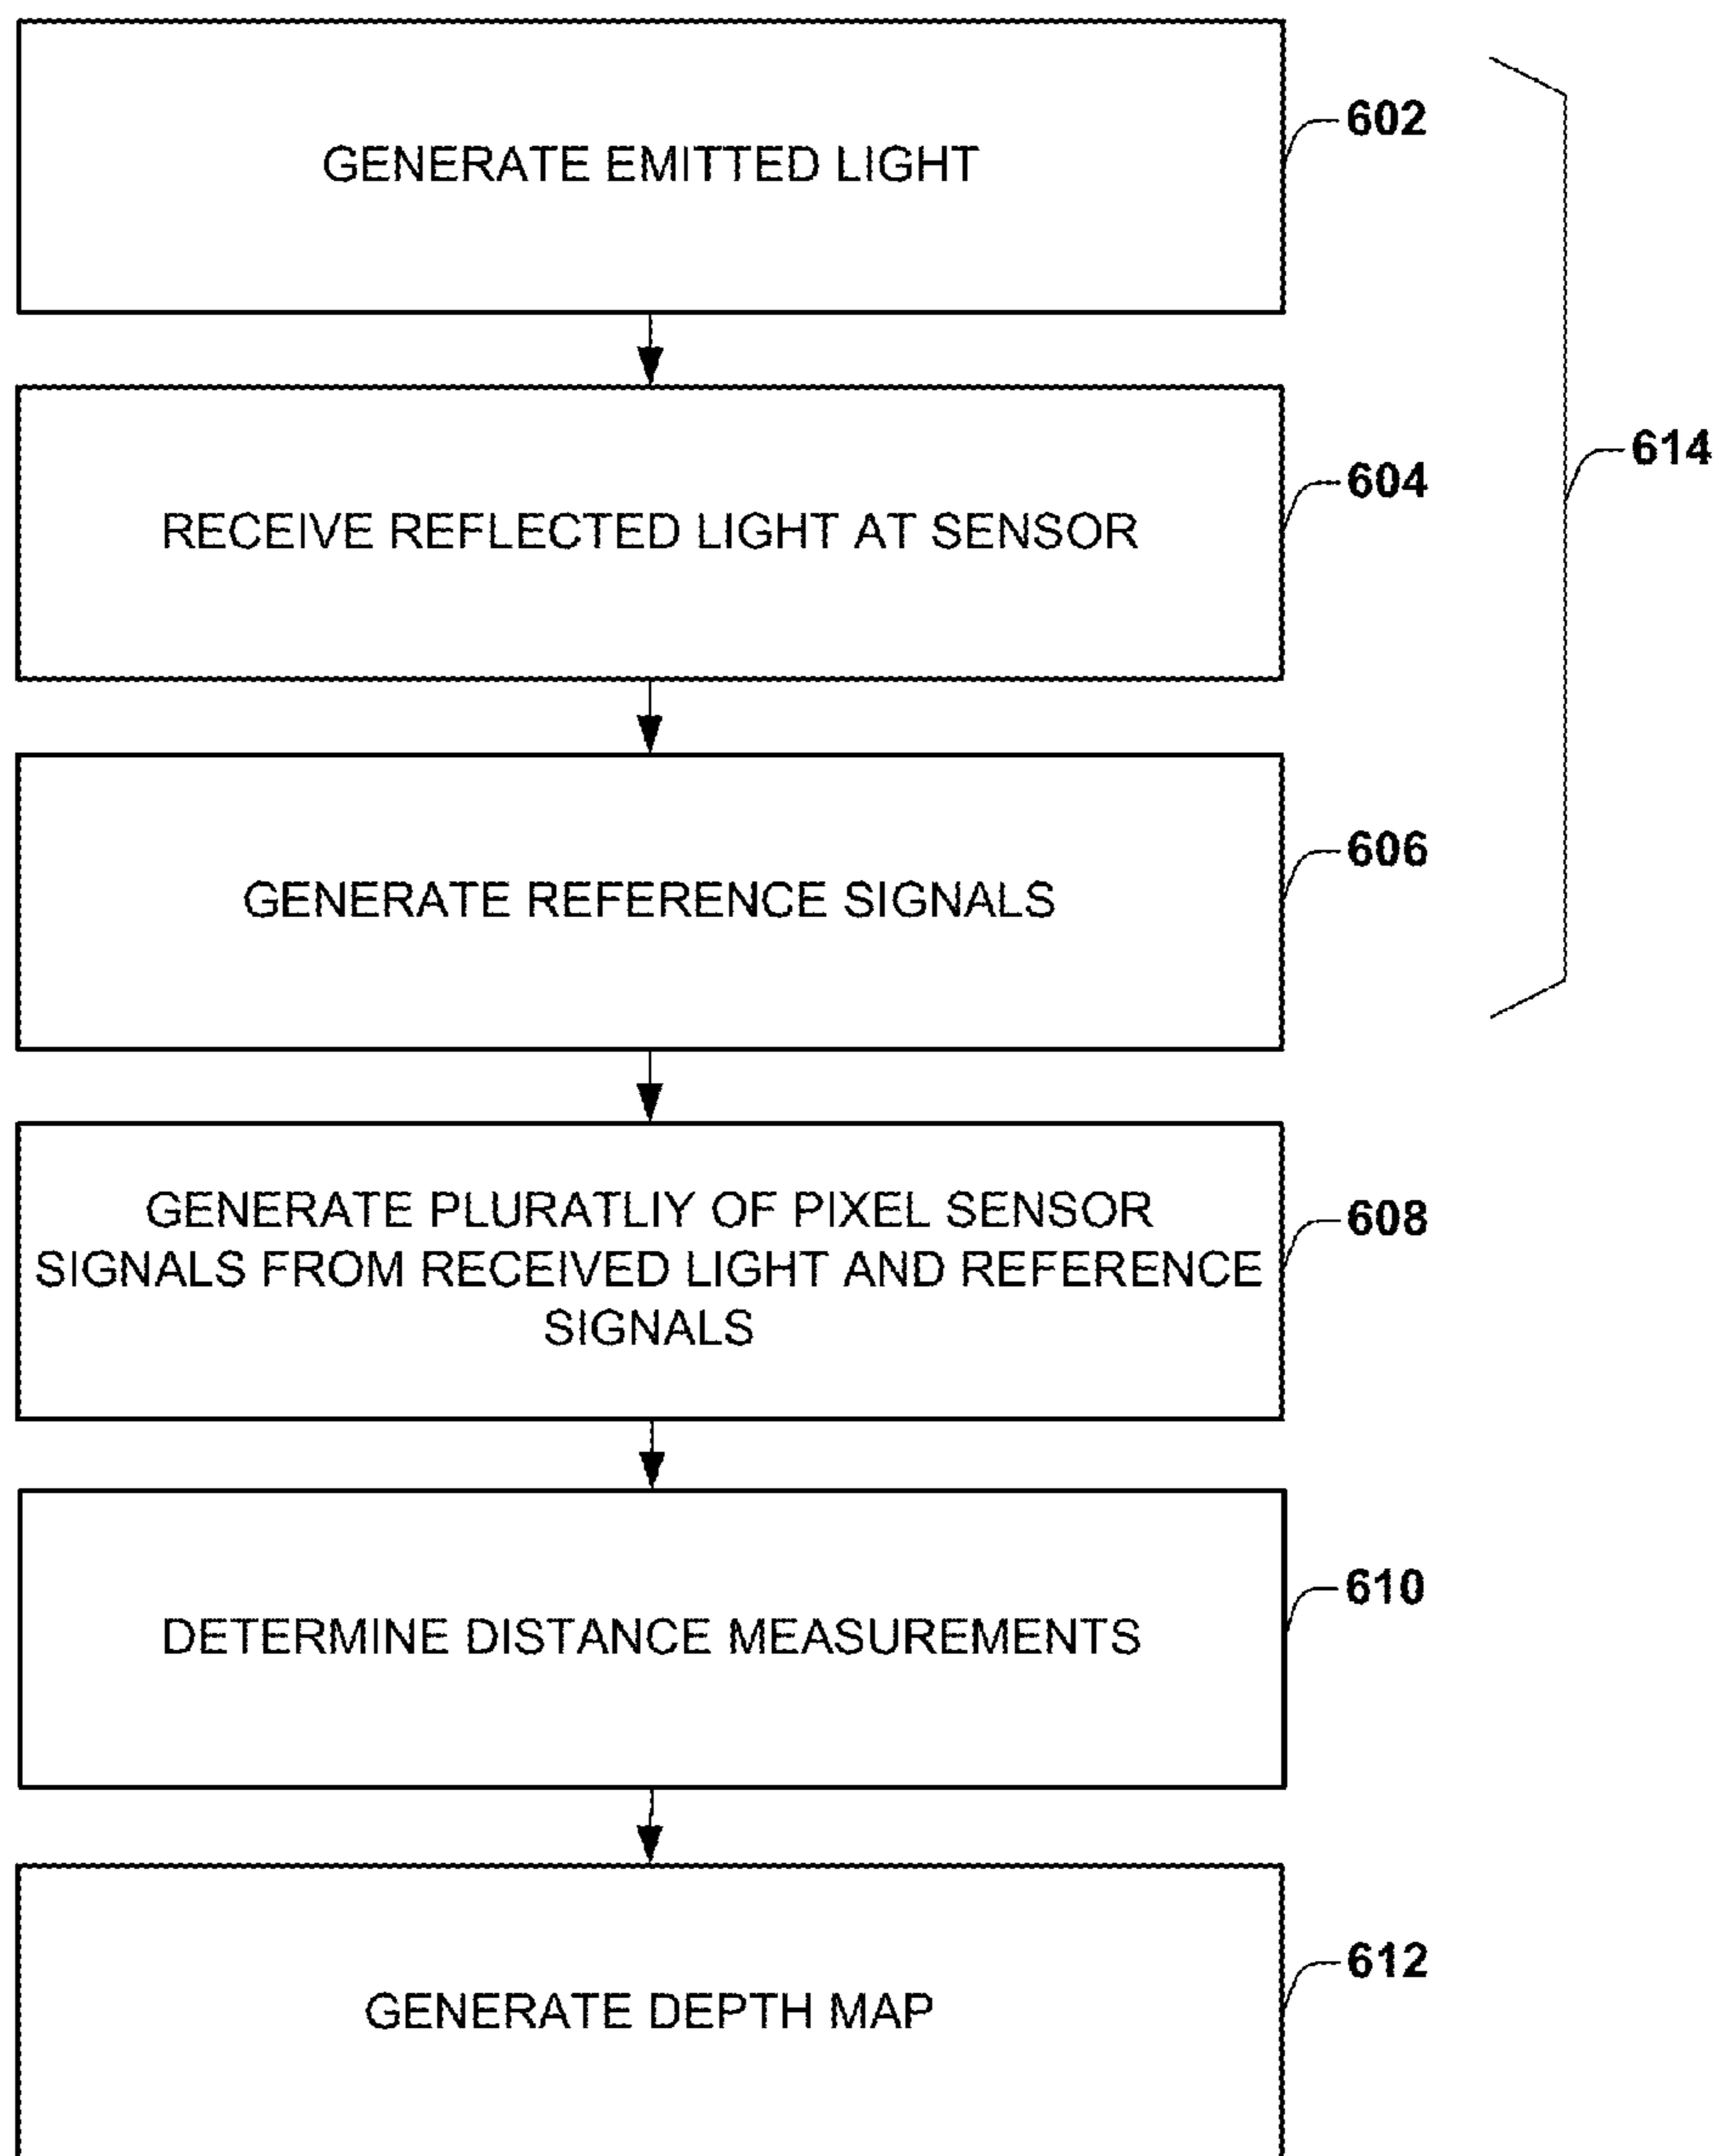 GENERATE EMITTED LIGHT
602
RECEIVE REFLECTED LIGHT AT SENSOR
604
614
GENERATE REFERENCE SIGNALS
606
GENERATE PLURATLIY OF PIXEL SENSOR
SIGNALS FROM RECEIVED LIGHT AND REFERENCE
SIGNALS
608
DETERMINE DISTANCE MEASUREMENTS
610
GENERATE DEPTH MAP
612